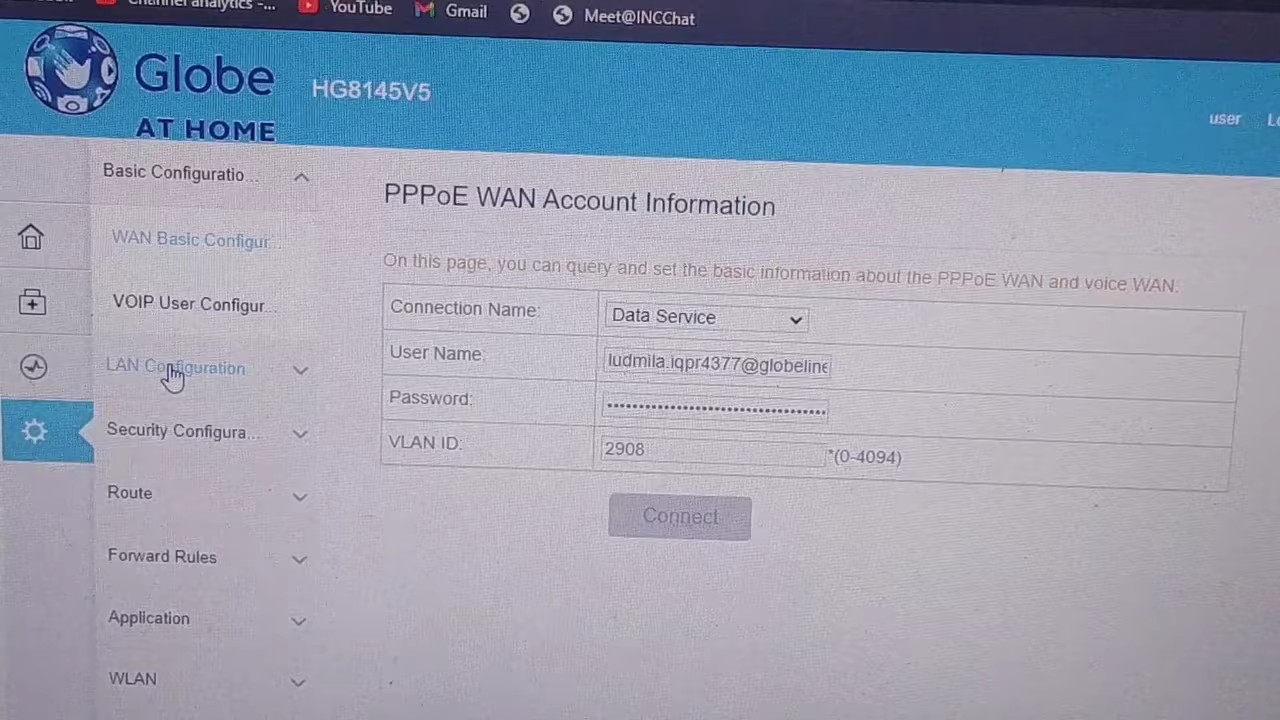 Channel analytics -... YouTube Gmail Meet@INCChat
Globe
AT HOME
HG8145V5
user
Basic Configuratio...
WAN Basic Configur...
VOIP User Configur...
LAN Configuration
Security Configura...
Route
Forward Rules
Application
WLAN
PPPoE WAN Account Information
On this page, you can query and set the basic information about the PPPoE WAN and voice WAN.
Connection Name: Data Service
User Name: ludmila.iqpr4377@globeline
Password: ••••••••••••••••••••••••••••••••
VLAN ID: 2908 *(0-4094)
Connect